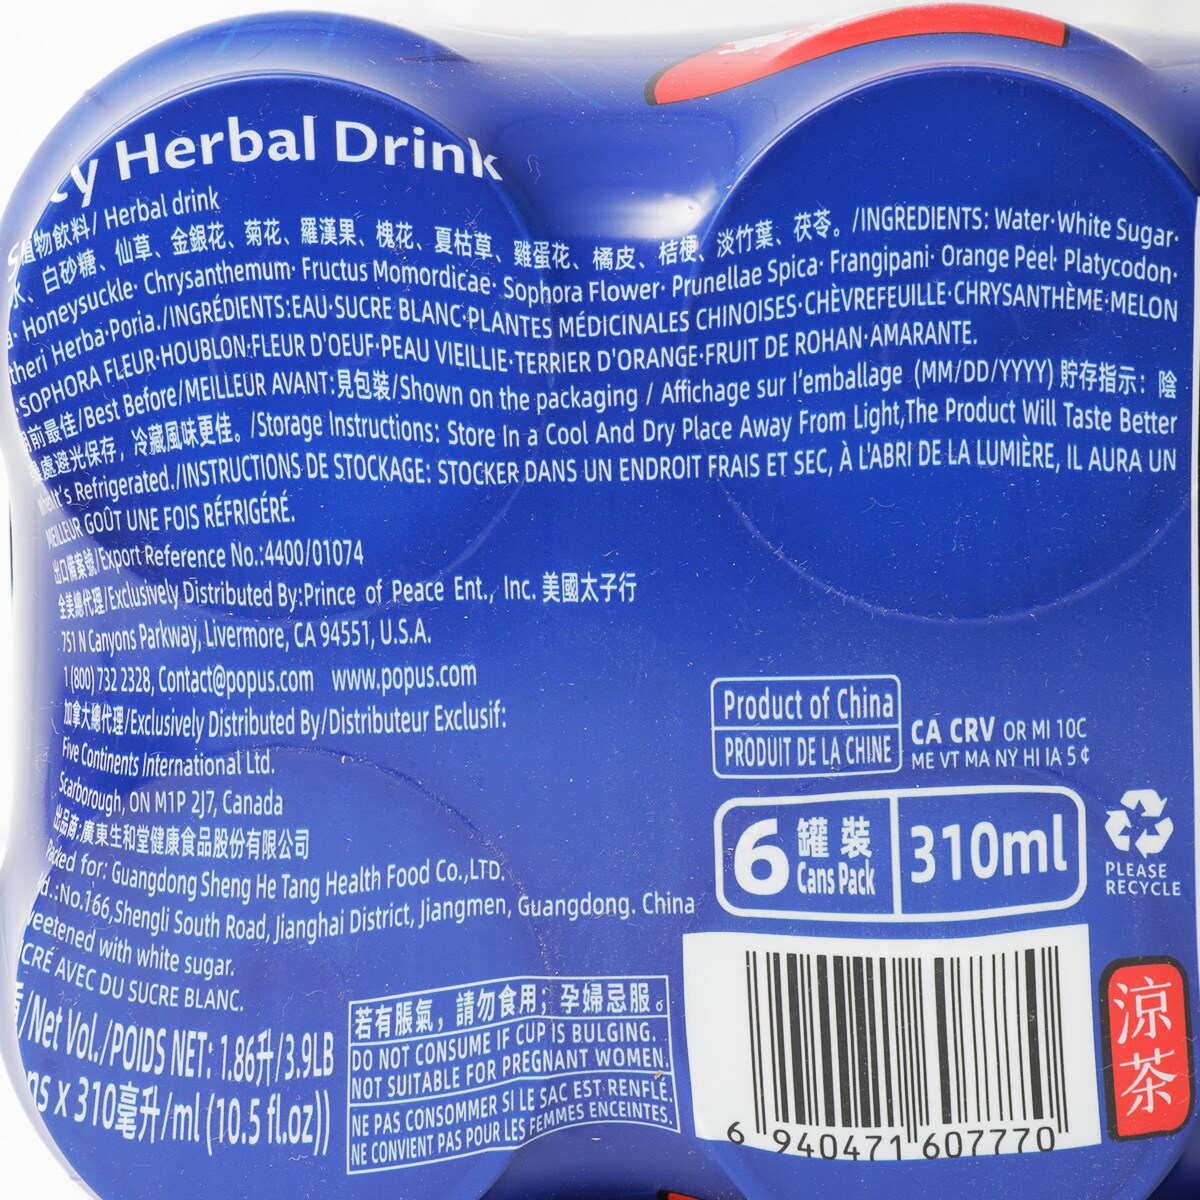 Herbal Drink
植物飲料/ Herbal drink
水、白砂糖、仙草、金銀花、菊花、羅漢果、槐花、夏枯草、雞蛋花、橘皮、桔梗、淡竹葉、茯苓。/INGREDIENTS: Water·White Sugar·
Honeysuckle· Chrysanthemum· Fructus Momordicae· Sophora Flower· Prunellae Spica· Frangipani· Orange Peel· Platycodon·
Herba·Poria./INGRÉDIENTS:EAU·SUCRE BLANC·PLANTES MÉDICINALES CHINOISES·CHÈVREFEUILLE·CHRYSANTHÈME·MELON
·SOPHORA FLEUR·HOUBLON·FLEUR D'OEUF·PEAU VIEILLIE·TERRIER D'ORANGE·FRUIT DE ROHAN·AMARANTE.
前最佳/Best Before/MEILLEUR AVANT:見包裝/Shown on the packaging / Affichage sur l'emballage (MM/DD/YYYY) 貯存指示：陰
處避光保存，冷藏風味更佳。/Storage Instructions: Store In a Cool And Dry Place Away From Light,The Product Will Taste Better
When It's Refrigerated./INSTRUCTIONS DE STOCKAGE: STOCKER DANS UN ENDROIT FRAIS ET SEC, À L'ABRI DE LA LUMIÈRE, IL AURA UN
MEILLEUR GOÛT UNE FOIS RÉFRIGÉRÉ.
出口備案號/Export Reference No.:4400/01074
全美總代理/Exclusively Distributed By:Prince of Peace Ent., Inc. 美國太子行
751 N Canyons Parkway, Livermore, CA 94551, U.S.A.
1 (800) 732 2328, Contact@popus.com www.popus.com
加拿大總代理/Exclusively Distributed By/Distributeur Exclusif:
Five Continents International Ltd.
Scarborough, ON M1P 2J7, Canada
出品商:廣東生和堂健康食品股份有限公司
Packed for: Guangdong Sheng He Tang Health Food Co.,LTD.
No.166,Shengli South Road, Jianghai District, Jiangmen, Guangdong. China
Sweetened with white sugar.
SUCRÉ AVEC DU SUCRE BLANC.
/Net Vol./POIDS NET: 1.86升/3.9LB
x 310毫升/ml (10.5 fl.oz))
若有脹氣，請勿食用；孕婦忌服。
DO NOT CONSUME IF CUP IS BULGING.
NOT SUITABLE FOR PREGNANT WOMEN.
NE PAS CONSOMMER SI LE SAC EST RENFLÉ.
NE CONVIENT PAS POUR LES FEMMES ENCEINTES.
Product of China
PRODUIT DE LA CHINE
CA CRV OR MI 10C
ME VT MA NY HI IA 5 ¢
6 罐裝 Cans Pack 310ml
PLEASE RECYCLE
6 940471 607770
涼茶